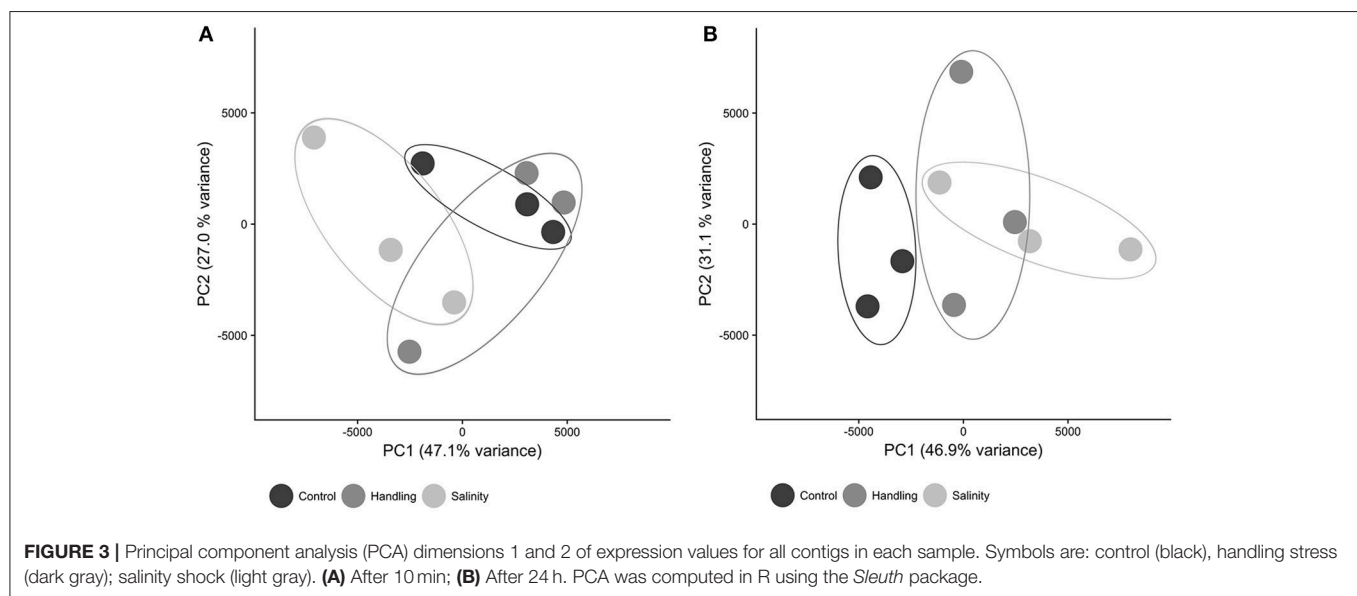 A
B
PC2 (27.0 % variance)
5000
0
-5000
-5000
0
5000
PC1 (47.1% variance)
Control
Handling
Salinity
PC2 (31.1 % variance)
5000
0
-5000
-5000
0
5000
PC1 (46.9% variance)
Control
Handling
Salinity
FIGURE 3 | Principal component analysis (PCA) dimensions 1 and 2 of expression values for all contigs in each sample. Symbols are: control (black), handling stress
(dark gray); salinity shock (light gray). (A) After 10 min; (B) After 24 h. PCA was computed in R using the Sleuth package.